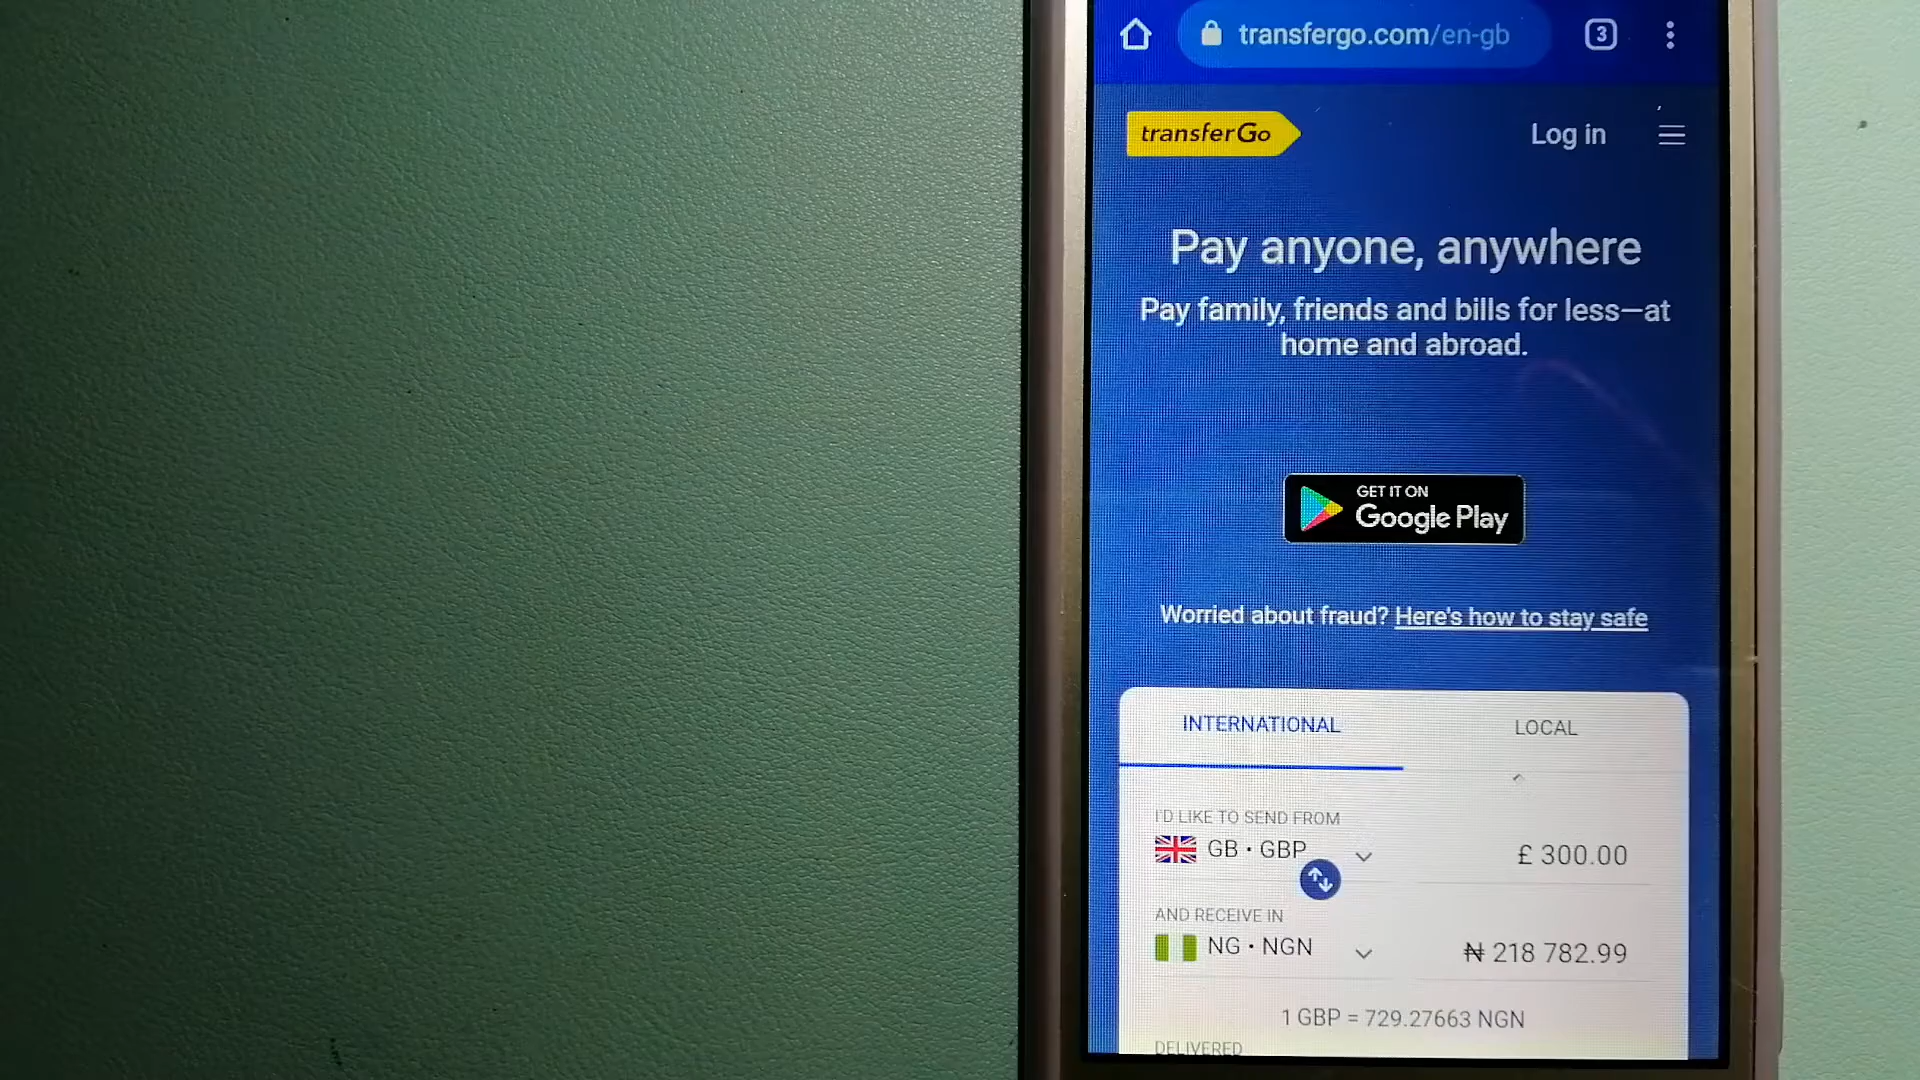 transfergo.com/en-gb
3
transferGo
Log in
Pay anyone, anywhere
Pay family, friends and bills for less—at
home and abroad.
GET IT ON
Google Play
Worried about fraud? Here's how to stay safe
INTERNATIONAL
LOCAL
I'D LIKE TO SEND FROM
GB • GBP
£ 300.00
AND RECEIVE IN
NG • NGN
₦ 218 782.99
1 GBP = 729.27663 NGN
DELIVERED